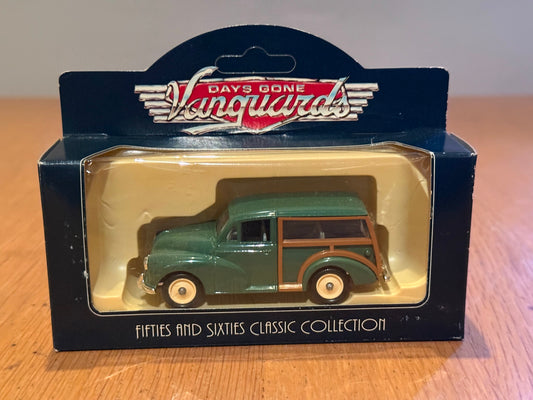 DAYS GONE
Vanguards
FIFTIES AND SIXTIES CLASSIC COLLECTION